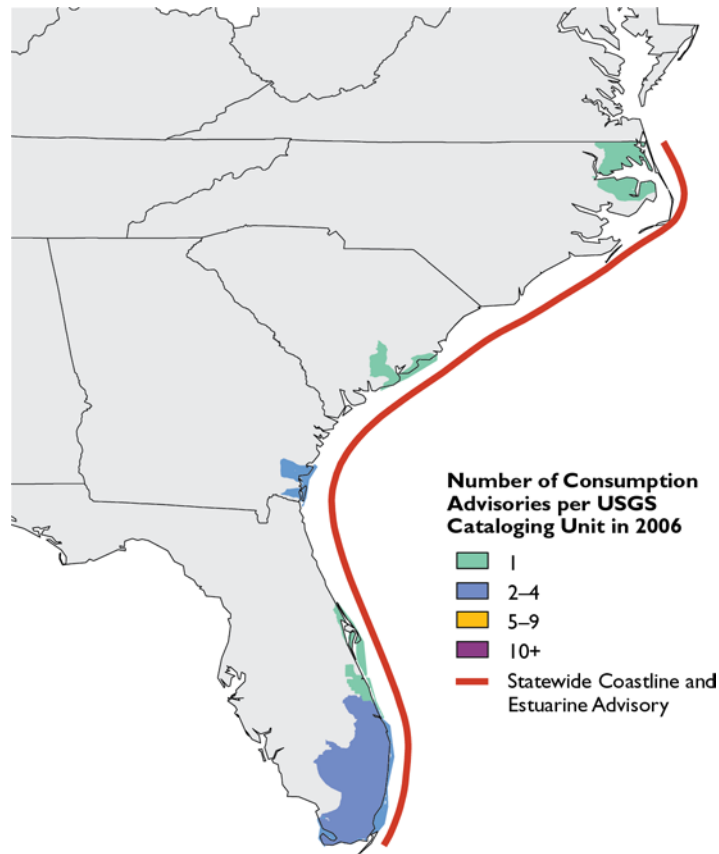 Number of Consumption
Advisories per USGS
Cataloging Unit in 2006
1
2–4
5–9
10+
Statewide Coastline and
Estuarine Advisory